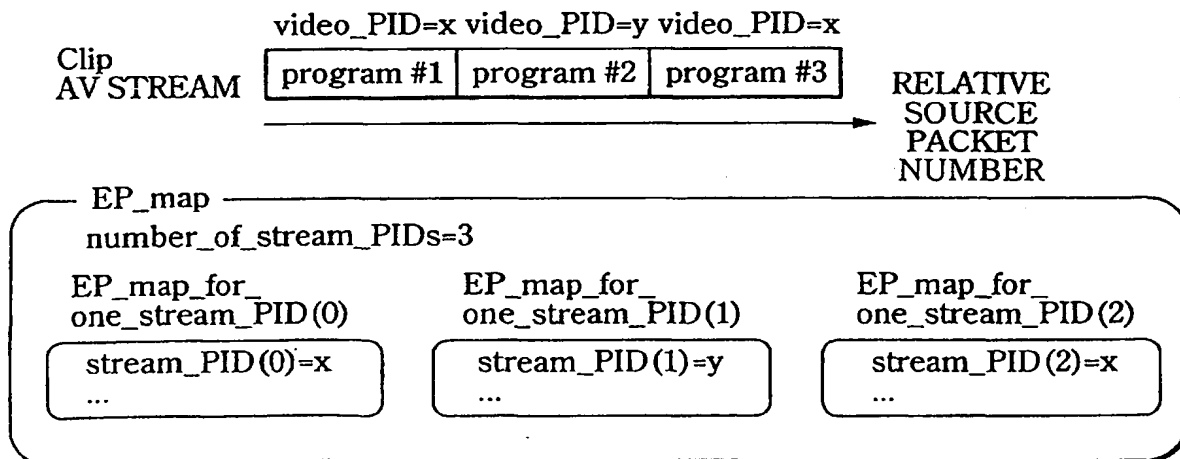 video_PID=x video_PID=y video_PID=x
Clip
AV STREAM
program #1 program #2 program #3
RELATIVE
SOURCE
PACKET
NUMBER
EP_map
number_of_stream_PIDs=3
EP_map_for_
one_stream_PID(0)
stream_PID(0)=x
...
EP_map_for_
one_stream_PID(1)
stream_PID(1)=y
...
EP_map_for_
one_stream_PID(2)
stream_PID(2)=x
...